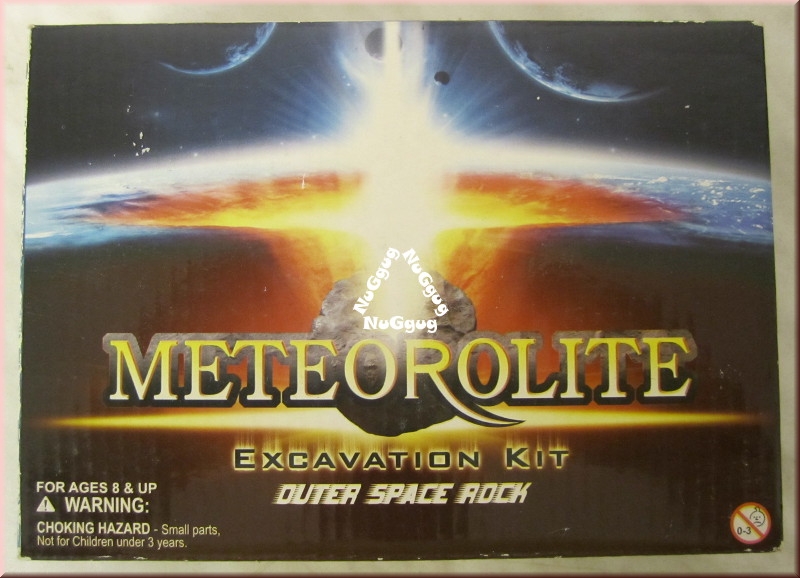 NuGgug NuGgug
NuGgug
METEOROLITE
EXCAVATION KIT
OUTER SPACE ROCK
FOR AGES 8 & UP
WARNING:
CHOKING HAZARD - Small parts,
Not for Children under 3 years.
0-3